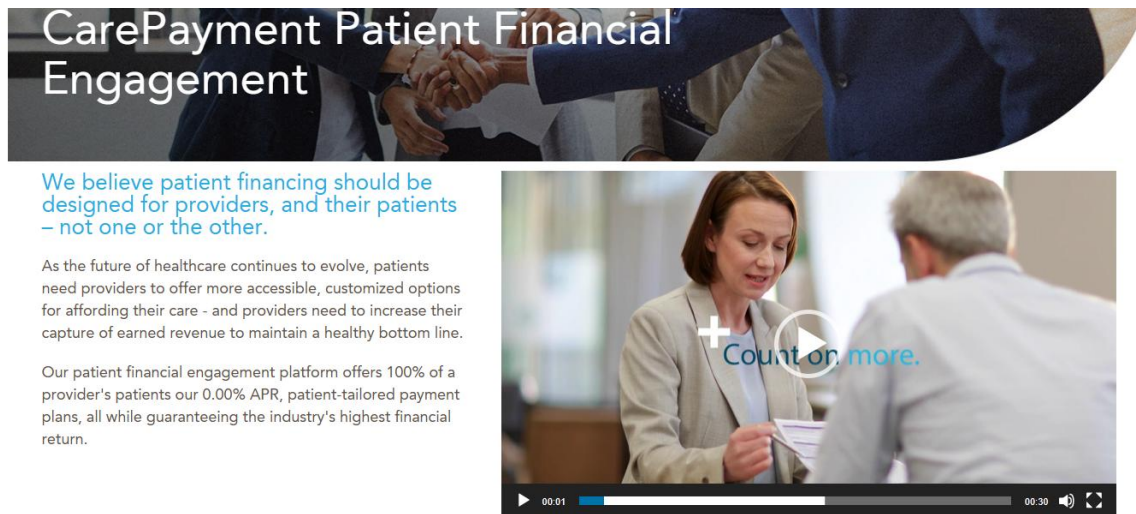 CarePayment Patient Financial
Engagement
We believe patient financing should be
designed for providers, and their patients
– not one or the other.
As the future of healthcare continues to evolve, patients
need providers to offer more accessible, customized options
for affording their care - and providers need to increase their
capture of earned revenue to maintain a healthy bottom line.
Our patient financial engagement platform offers 100% of a
provider's patients our 0.00% APR, patient-tailored payment
plans, all while guaranteeing the industry's highest financial
return.
Count on more.
00:01
00:30